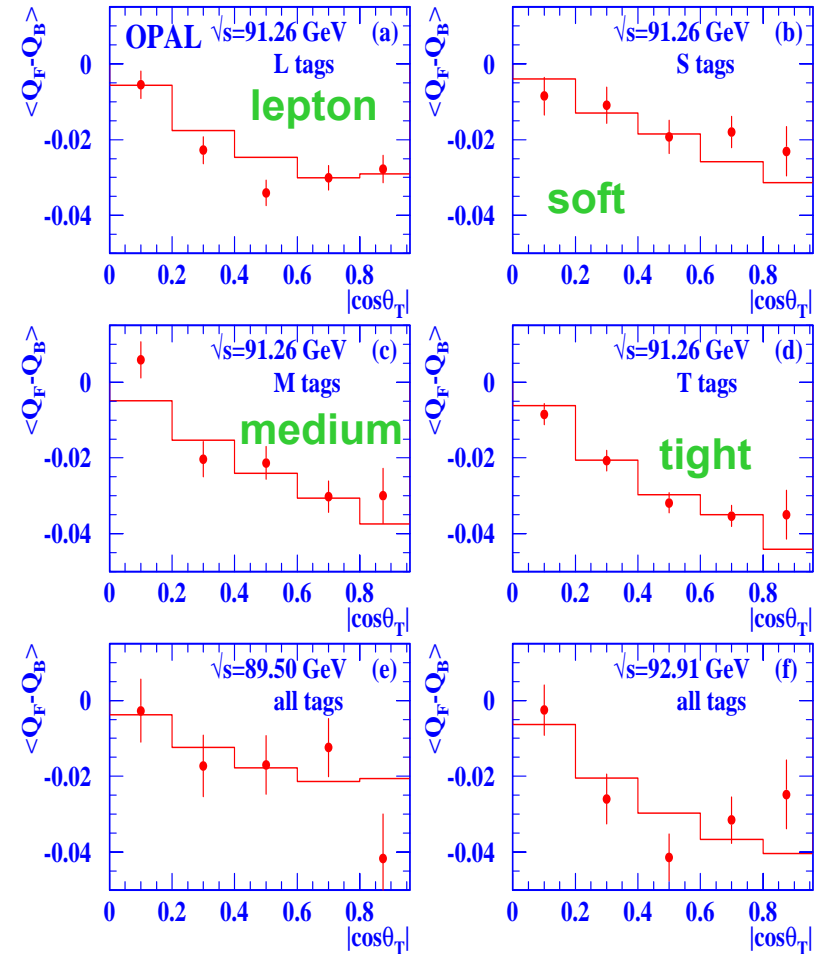 OPAL √s=91.26 GeV (a)
L tags
lepton
<Q_F-Q_B>
0
-0.02
-0.04
0 0.2 0.4 0.6 0.8
|cosθ_T|
√s=91.26 GeV (b)
S tags
soft
<Q_F-Q_B>
0
-0.02
-0.04
0 0.2 0.4 0.6 0.8
|cosθ_T|
√s=91.26 GeV (c)
M tags
medium
<Q_F-Q_B>
0
-0.02
-0.04
0 0.2 0.4 0.6 0.8
|cosθ_T|
√s=91.26 GeV (d)
T tags
tight
<Q_F-Q_B>
0
-0.02
-0.04
0 0.2 0.4 0.6 0.8
|cosθ_T|
√s=89.50 GeV (e)
all tags
<Q_F-Q_B>
0
-0.02
-0.04
0 0.2 0.4 0.6 0.8
|cosθ_T|
√s=92.91 GeV (f)
all tags
<Q_F-Q_B>
0
-0.02
-0.04
0 0.2 0.4 0.6 0.8
|cosθ_T|